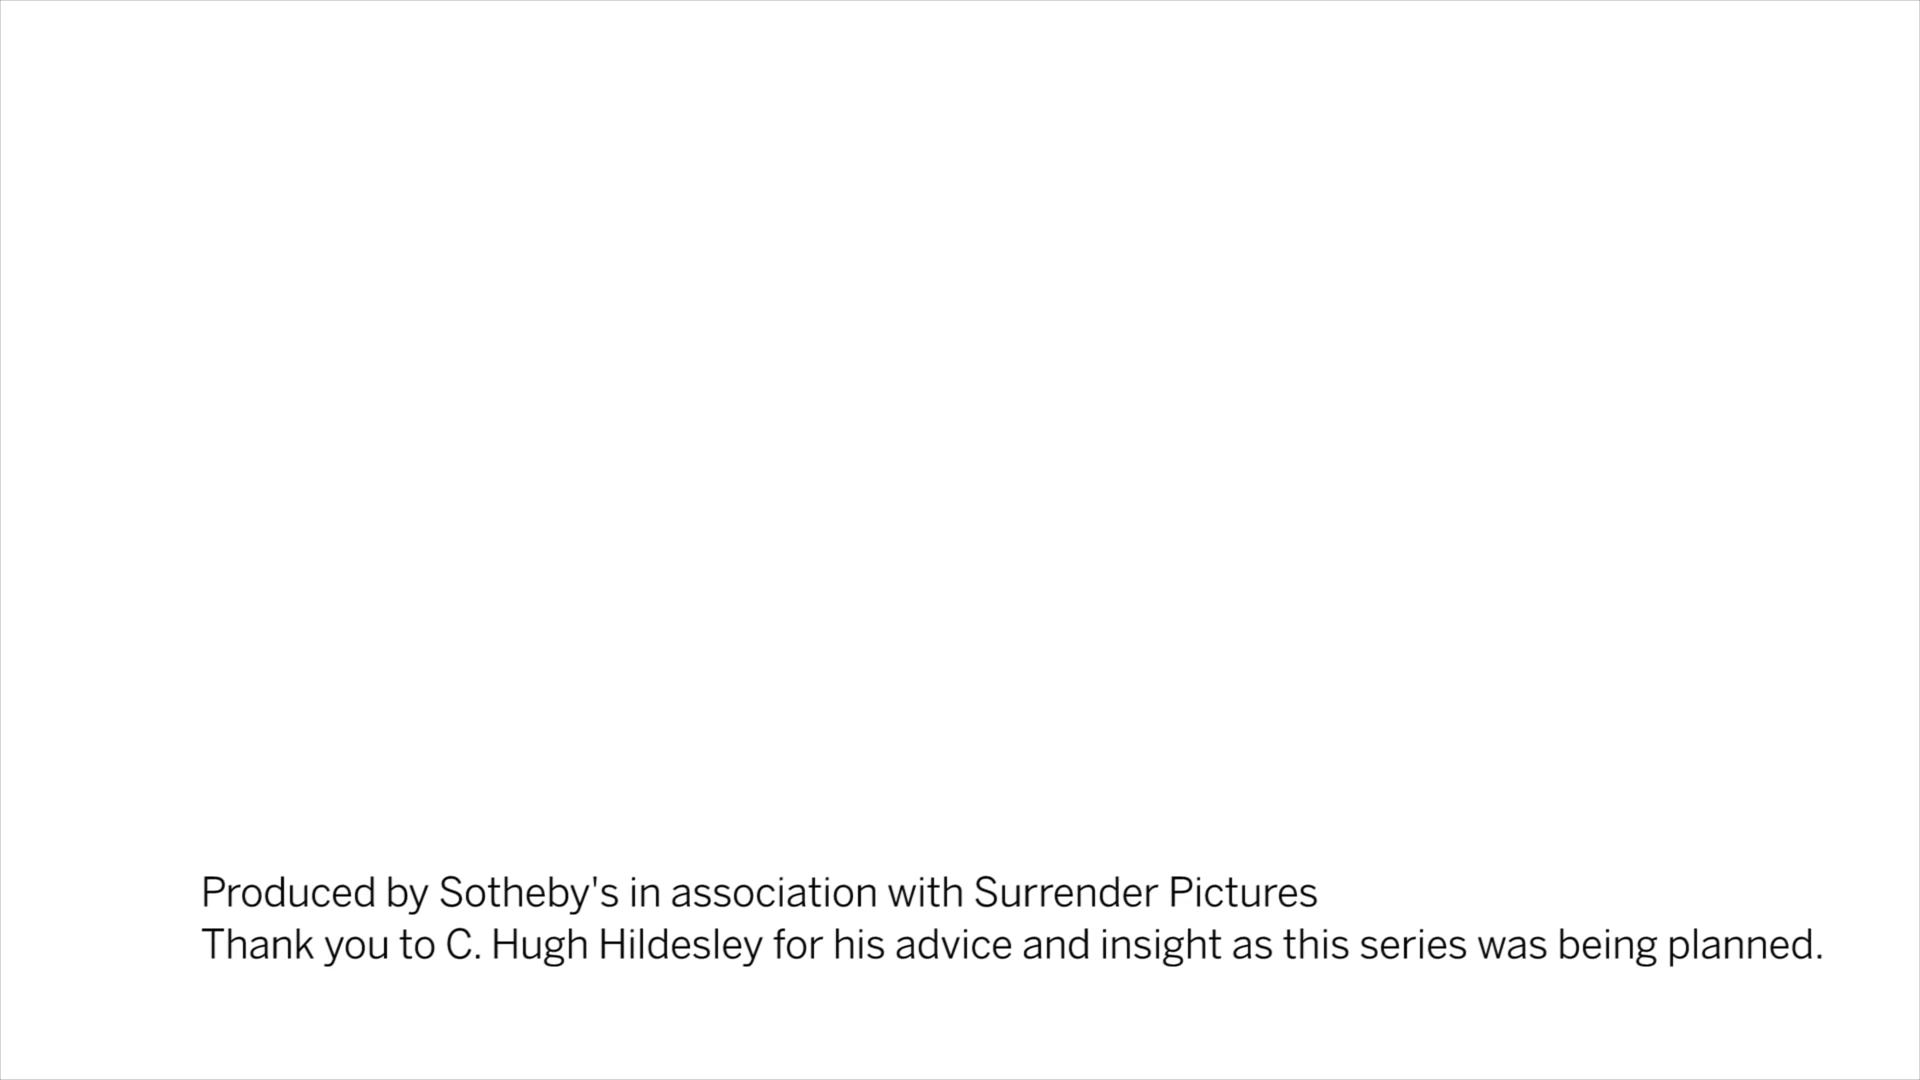 Produced by Sotheby's in association with Surrender Pictures
Thank you to C. Hugh Hildesley for his advice and insight as this series was being planned.